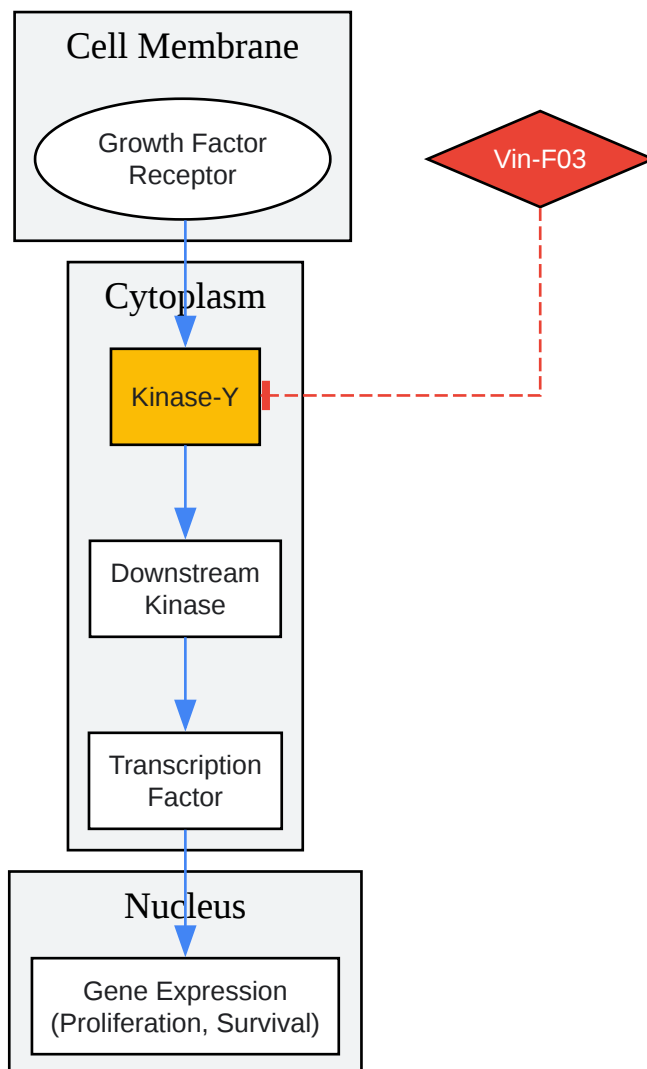 Cell Membrane
Growth Factor
Receptor
Vin-F03
Cytoplasm
Kinase-Y
Downstream
Kinase
Transcription
Factor
Nucleus
Gene Expression
(Proliferation, Survival)